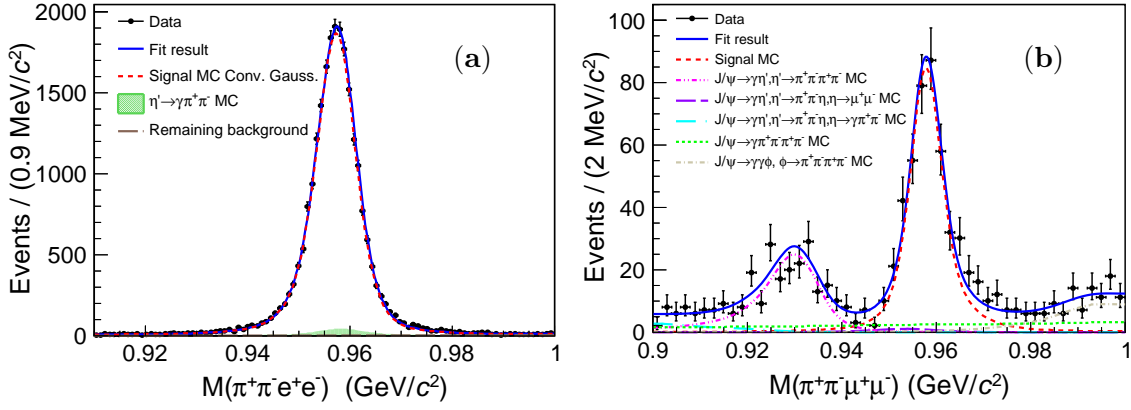 Events / (0.9 MeV/c²)
2000
1500
1000
500
0
Data
Fit result
Signal MC Conv. Gauss.
η'→γπ⁺π⁻ MC
Remaining background
(a)
0.92 0.94 0.96 0.98 1
M(π⁺π⁻e⁺e⁻) (GeV/c²)
Events / (2 MeV/c²)
100
80
60
40
20
0
Data
Fit result
Signal MC
J/ψ→γη',η'→π⁺π⁻π⁺π⁻ MC
J/ψ→γη',η'→π⁺π⁻η,η→μ⁺μ⁻ MC
J/ψ→γη',η'→π⁺π⁻η,η→γπ⁺π⁻ MC
J/ψ→γπ⁺π⁻π⁺π⁻ MC
J/ψ→γγϕ, ϕ→π⁺π⁻π⁺π⁻ MC
(b)
0.9 0.92 0.94 0.96 0.98 1
M(π⁺π⁻μ⁺μ⁻) (GeV/c²)